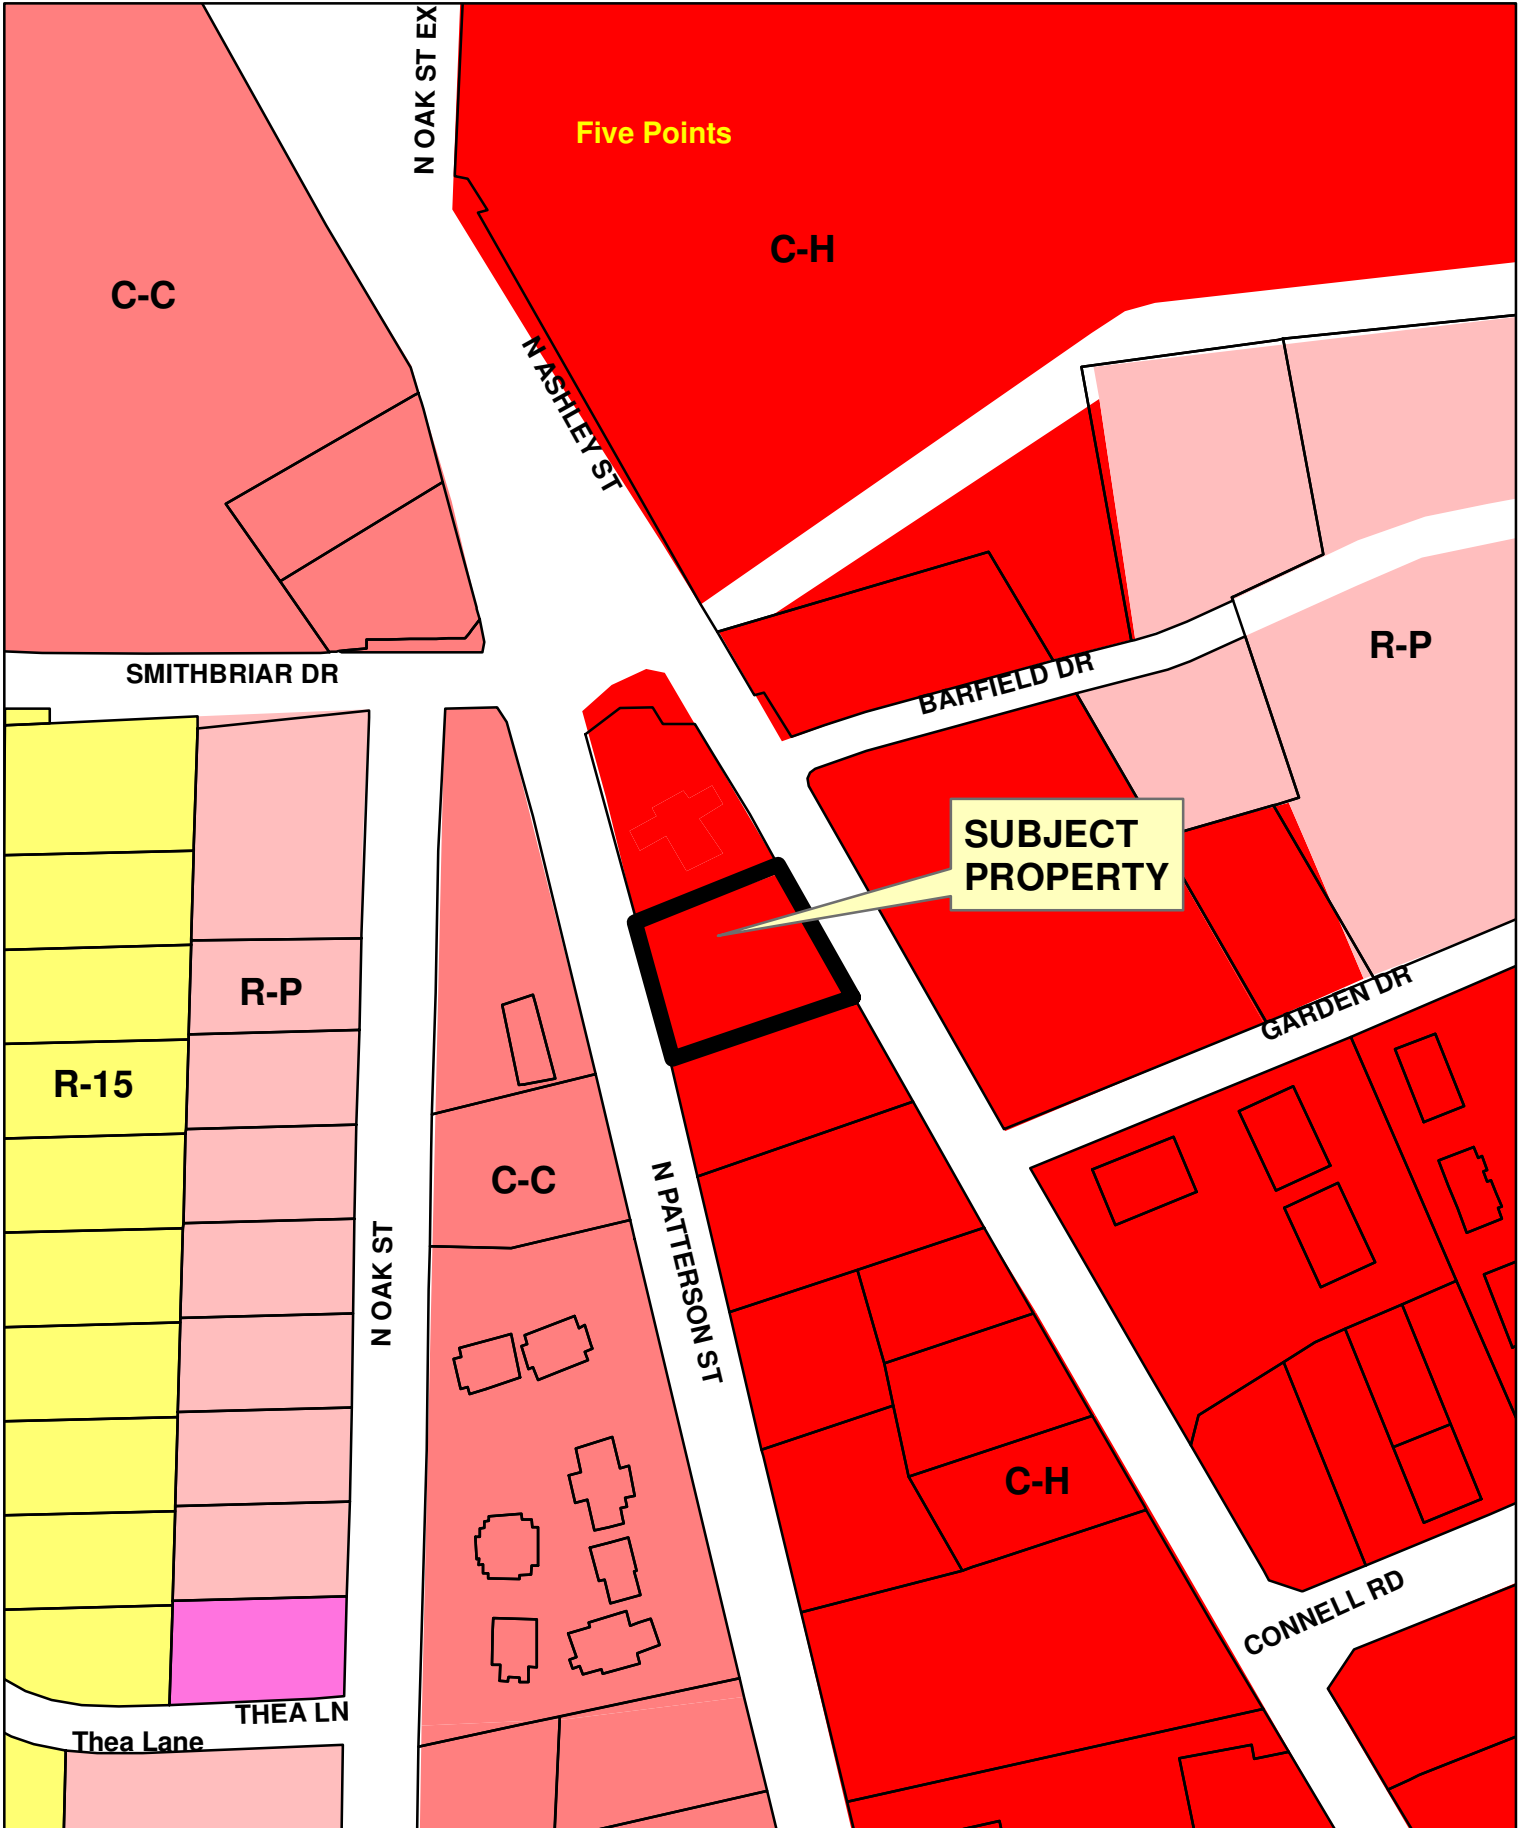 N OAK ST EX
Five Points
C-H
C-C
N ASHLEY ST
R-P
SMITHBRIAR DR
BARFIELD DR
SUBJECT
PROPERTY
R-P
GARDEN DR
R-15
C-C
N PATTERSON ST
N OAK ST
C-H
CONNELL RD
THEA LN
Thea Lane